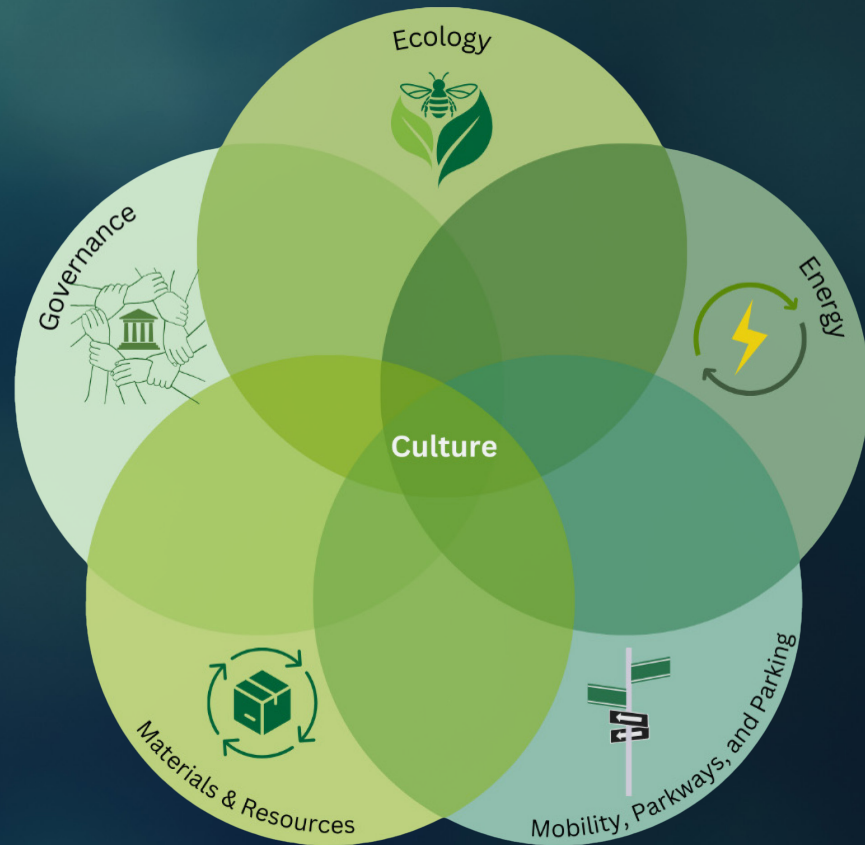 Ecology
Governance
Energy
Culture
Materials & Resources
Mobility, Parkways, and Parking